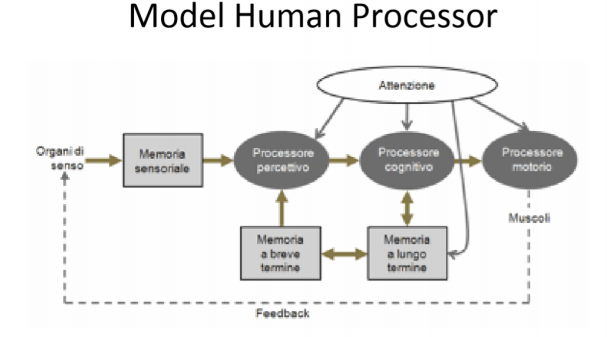 Model Human Processor
Attenzione
Organi di
senso
Memoria
sensoriale
Processore
percettivo
Processore
cognitivo
Processore
motorio
Muscoli
Memoria
a breve
termine
Memoria
a lungo
termine
Feedback